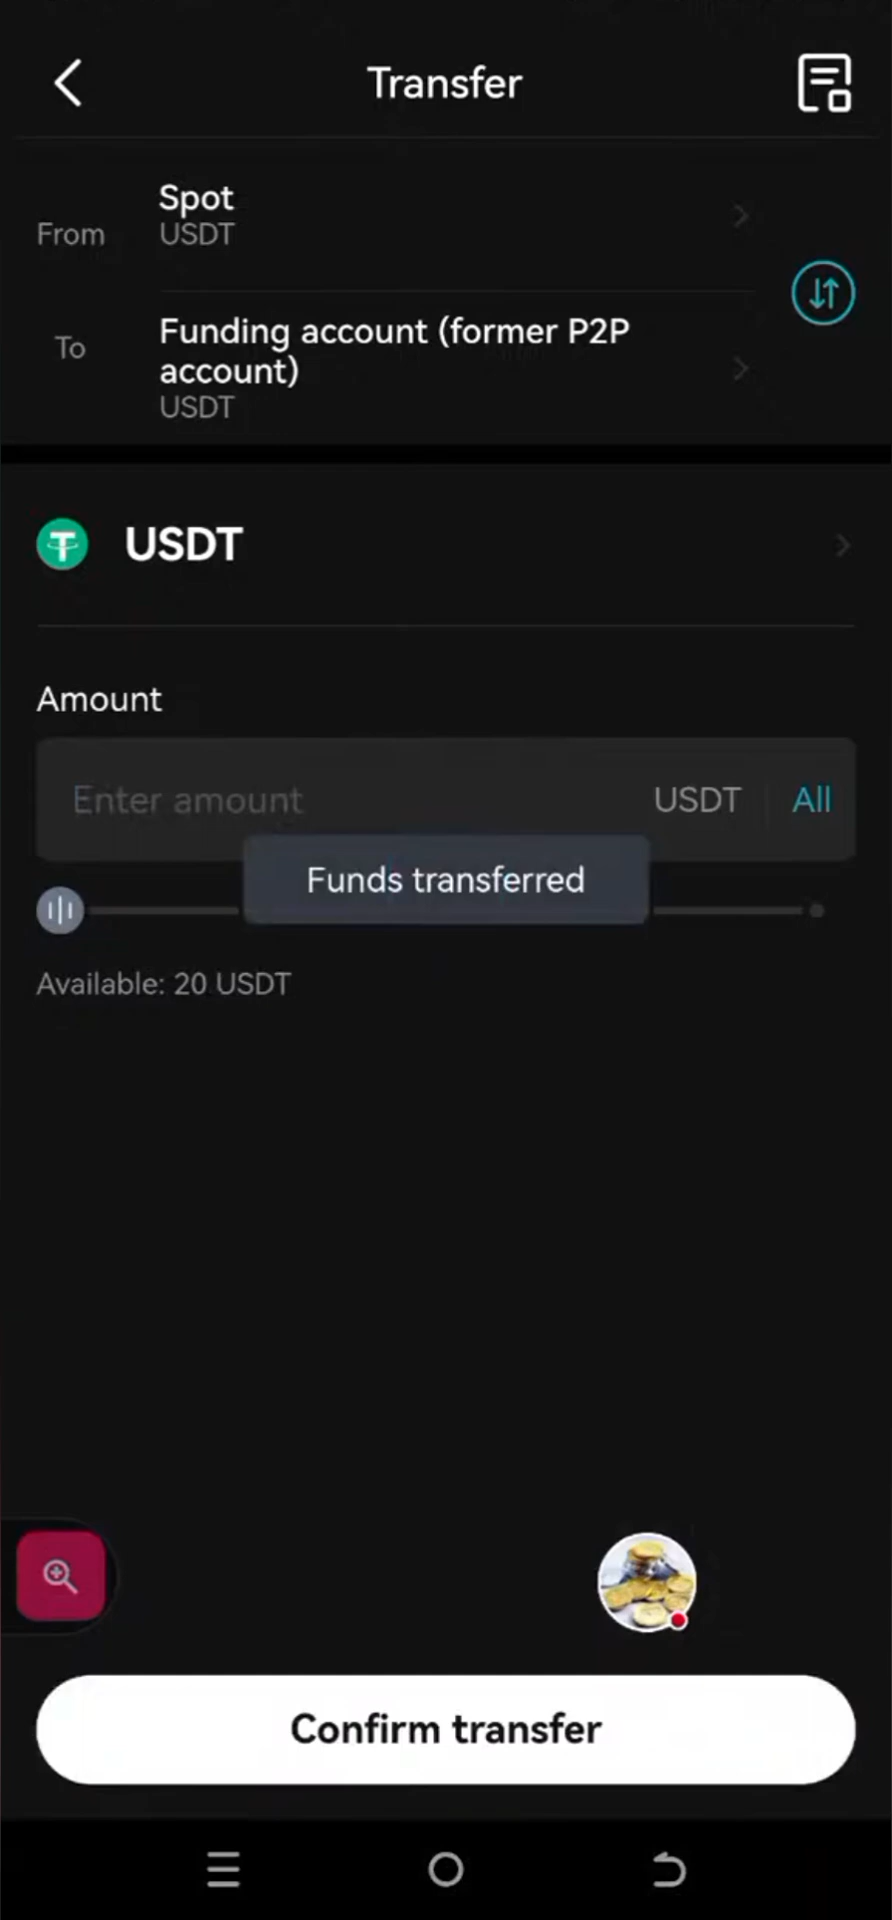 Transfer
Spot
From
USDT
Funding account (former P2P
To
account)
USDT
USDT
Amount
Enter amount
USDT
All
Funds transferred
Available: 20 USDT
Confirm transfer